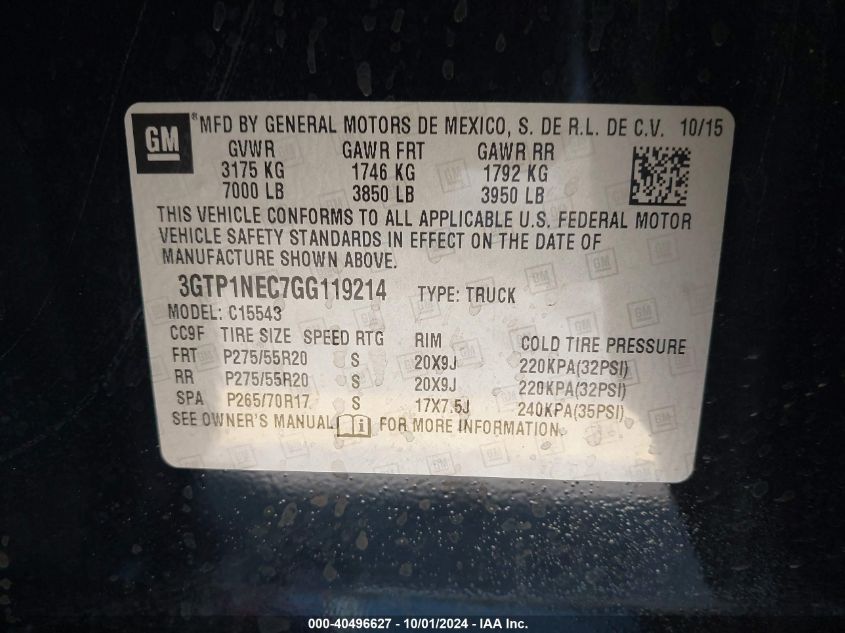 GM ® MFD BY GENERAL MOTORS DE MEXICO, S. DE R.L. DE C.V. 10/15
GVWR GAWR FRT GAWR RR
3175 KG 1746 KG 1792 KG
7000 LB 3850 LB 3950 LB
THIS VEHICLE CONFORMS TO ALL APPLICABLE U.S. FEDERAL MOTOR
VEHICLE SAFETY STANDARDS IN EFFECT ON THE DATE OF
MANUFACTURE SHOWN ABOVE.
3GTP1NEC7GG119214 TYPE: TRUCK
MODEL: C15543
CC9F TIRE SIZE SPEED RTG RIM COLD TIRE PRESSURE
FRT P275/55R20 S 20X9J 220KPA(32PSI)
RR P275/55R20 S 20X9J 220KPA(32PSI)
SPA P265/70R17 S 17X7.5J 240KPA(35PSI)
SEE OWNER'S MANUAL FOR MORE INFORMATION.
000-40496627 - 10/01/2024 - IAA Inc.